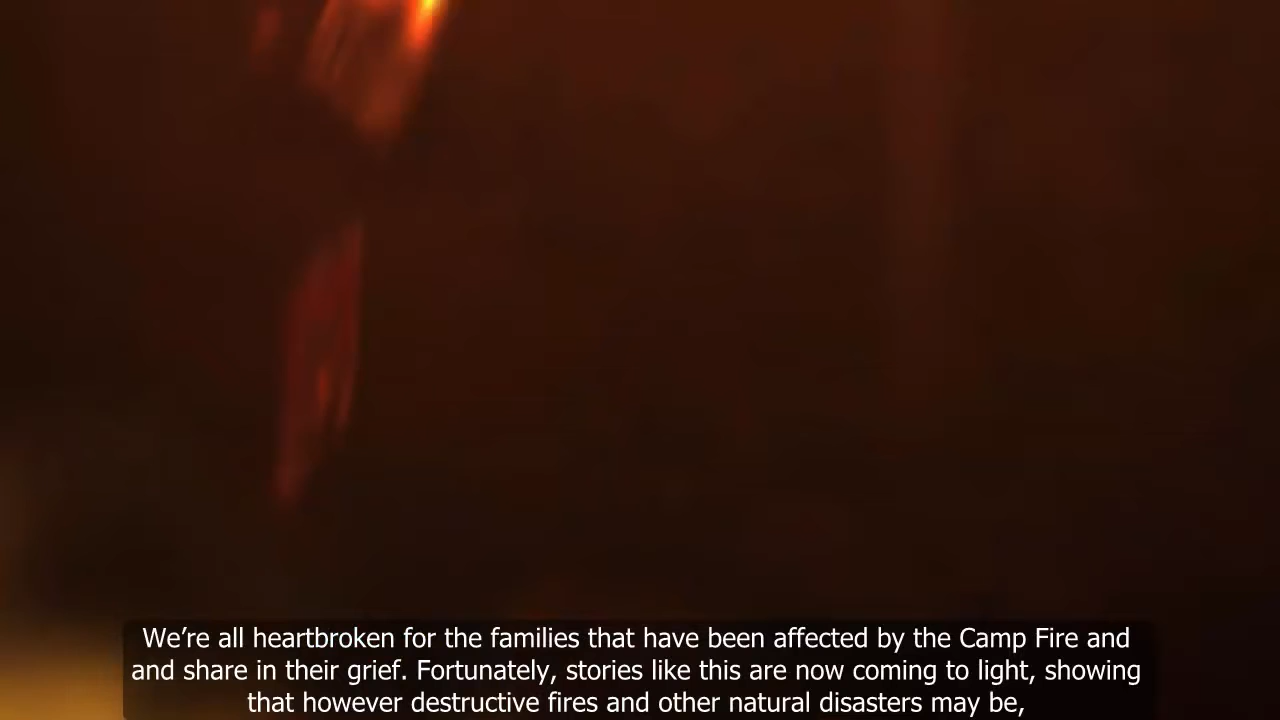 We’re all heartbroken for the families that have been affected by the Camp Fire and
and share in their grief. Fortunately, stories like this are now coming to light, showing
that however destructive fires and other natural disasters may be,